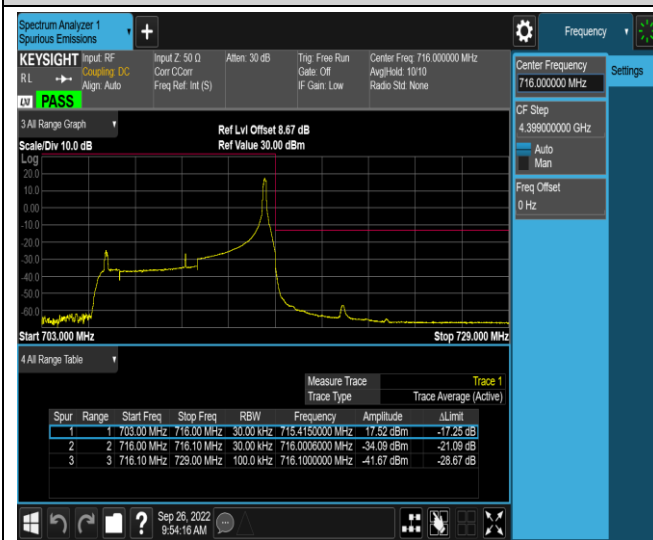 Spectrum Analyzer 1
Spurious Emissions
Frequency
KEYSIGHT Input: RF Input Z: 50 Ω Atten: 30 dB Trig: Free Run Center Freq: 716.000000 MHz
RL Coupling: DC Corr CCorr Gate: Off Avg|Hold: 10/10
Align: Auto Freq Ref: Int (S) IF Gain: Low Radio Std: None
LXI PASS
3 All Range Graph
Scale/Div 10.0 dB
Ref Lvl Offset 8.67 dB
Ref Value 30.00 dBm
Log
20.0
10.0
0.00
-10.0
-20.0
-30.0
-40.0
-50.0
-60.0
Start 703.000 MHz Stop 729.000 MHz
4 All Range Table
Measure Trace Trace 1
Trace Type Trace Average (Active)
Spur Range Start Freq Stop Freq RBW Frequency Amplitude ΔLimit
1 1 703.00 MHz 716.00 MHz 30.00 kHz 715.4150000 MHz 17.52 dBm -17.25 dB
2 2 716.00 MHz 716.10 MHz 30.00 kHz 716.0006000 MHz -34.09 dBm -21.09 dB
3 3 716.10 MHz 729.00 MHz 100.0 kHz 716.1000000 MHz -41.67 dBm -28.67 dB
Sep 26, 2022
9:54:16 AM
Center Frequency
716.000000 MHz
Settings
CF Step
4.399000000 GHz
Auto
Man
Freq Offset
0 Hz